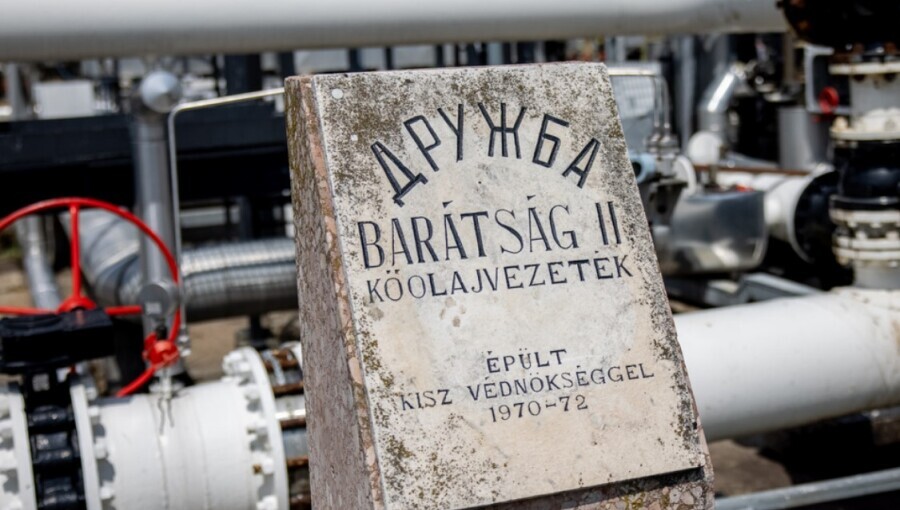 ДРУЖБА
BARÁTSÁG II
KŐOLAJVEZETÉK
ÉPÜLT
KISZ VÉDNÖKSÉGGEL
1970-72